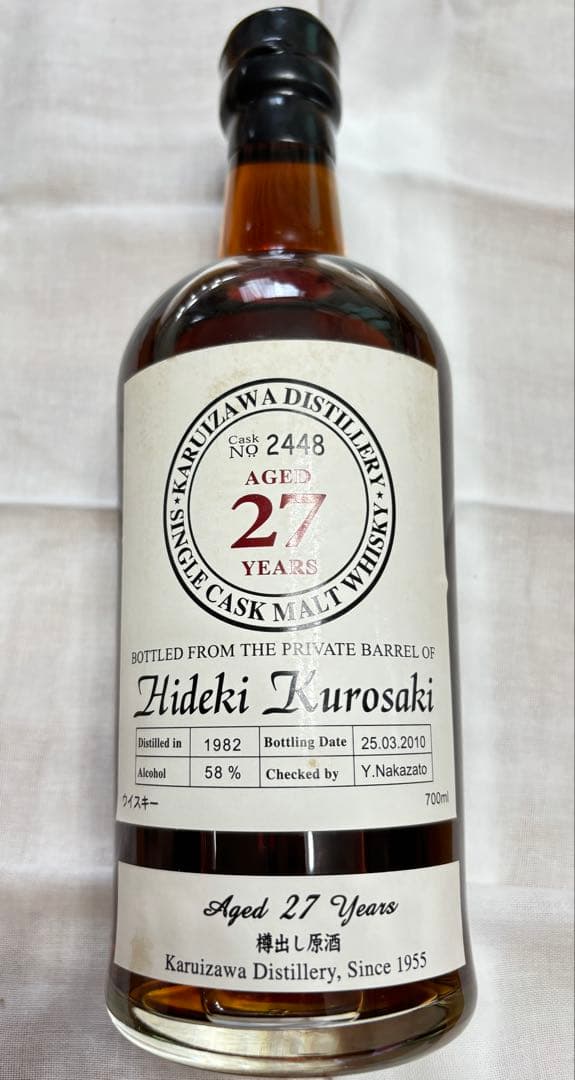 KARUIZAWA DISTILLERY
Cask
No 2448
AGED
27
YEARS
SINGLE CASK MALT WHISKY
BOTTLED FROM THE PRIVATE BARREL OF
Hideki Kurosaki
Distilled in 1982 Bottling Date 25.03.2010
Alcohol 58 % Checked by Y.Nakazato
ウイスキー 700ml
Aged 27 Years
樽出し原酒
Karuizawa Distillery, Since 1955